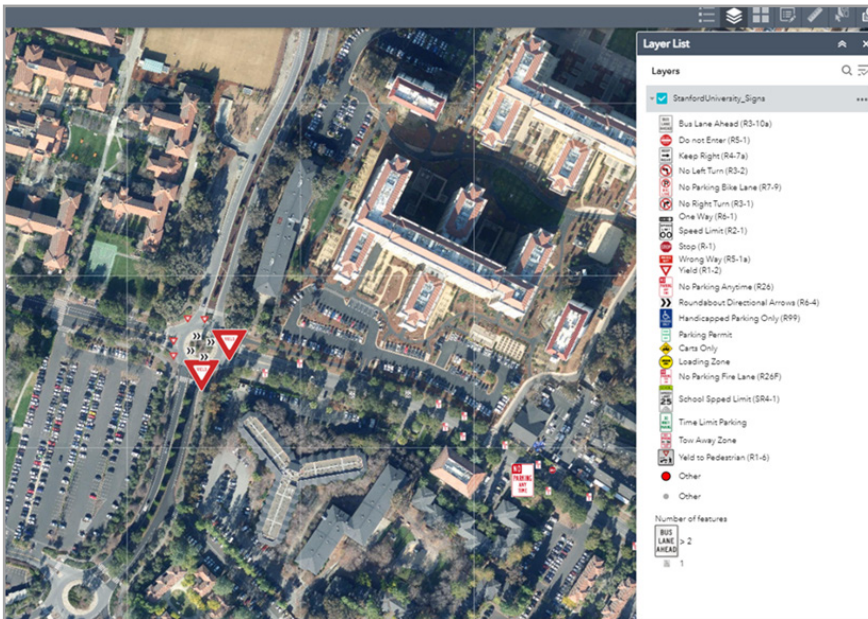 Layer List
Layers
StanfordUniversity_Signs
Bus Lane Ahead (R3-10a)
Do not Enter (R5-1)
Keep Right (R4-7a)
No Left Turn (R3-2)
No Parking Bike Lane (R7-9)
No Right Turn (R3-1)
One Way (R6-1)
Speed Limit (R2-1)
Stop (R-1)
Wrong Way (R5-1a)
Yield (R1-2)
No Parking Anytime (R26)
Roundabout Directional Arrows (R6-4)
Handicapped Parking Only (R99)
Parking Permit
Carts Only
Loading Zone
No Parking Fire Lane (R26F)
School Spped Limit (SR4-1)
Time Limit Parking
Tow Away Zone
Yeld to Pedestrian (R1-6)
Other
Other
Number of features
BUS
LANE
AHEAD
> 2
1
YIELD
YIELD
NO
PARKING
ANY
TIME